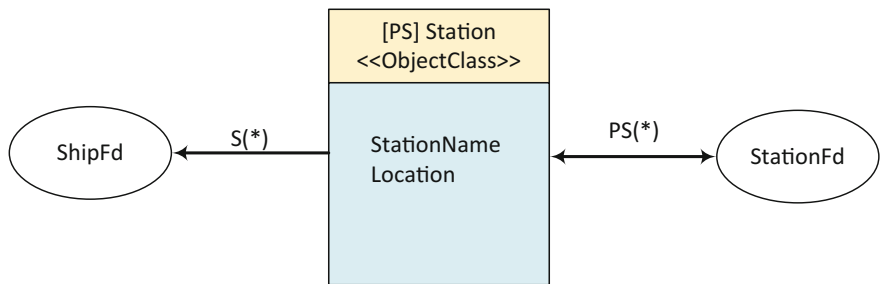 [PS] Station
<<ObjectClass>>
ShipFd
S(*)
StationName
Location
PS(*)
StationFd